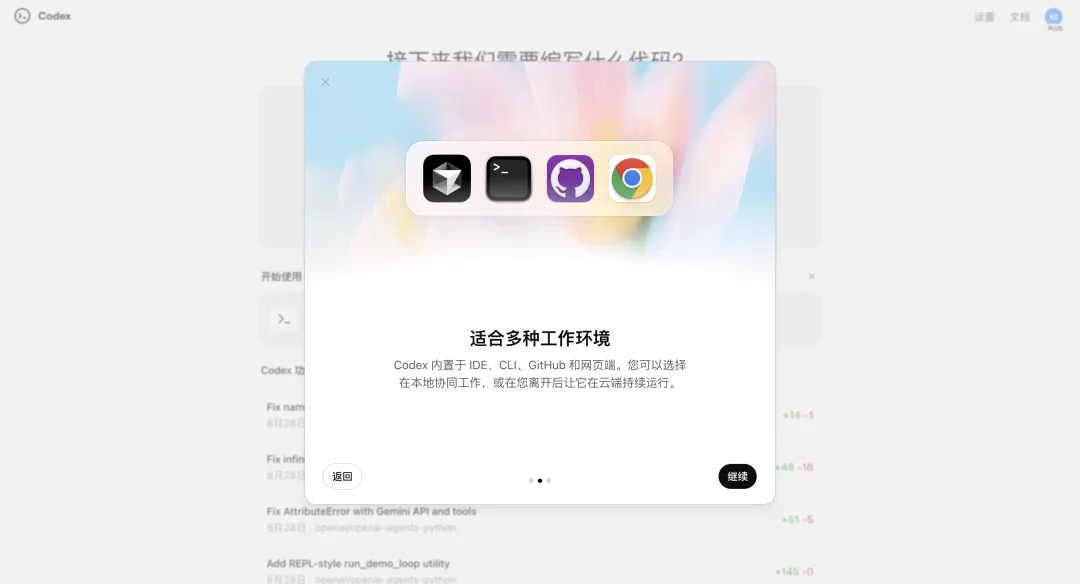 Codex
设置
文档
M
PLUS
接下来我们需要编写什么代码?
>_
开始使用
>_
适合多种工作环境
Codex 内置于 IDE、CLI、GitHub 和网页端。您可以选择
在本地协同工作，或在您离开后让它在云端持续运行。
Codex 功
Fix nam
8月28日
+14 -1
Fix infin
8月28日
+48 -16
返回
继续
Fix AttributeError with Gemini API and tools
8月28日 · openai/openai-agents-python
+51 -5
Add REPL-style run_demo_loop utility
8月28日 · openai/openai-agents-python
+145 -0